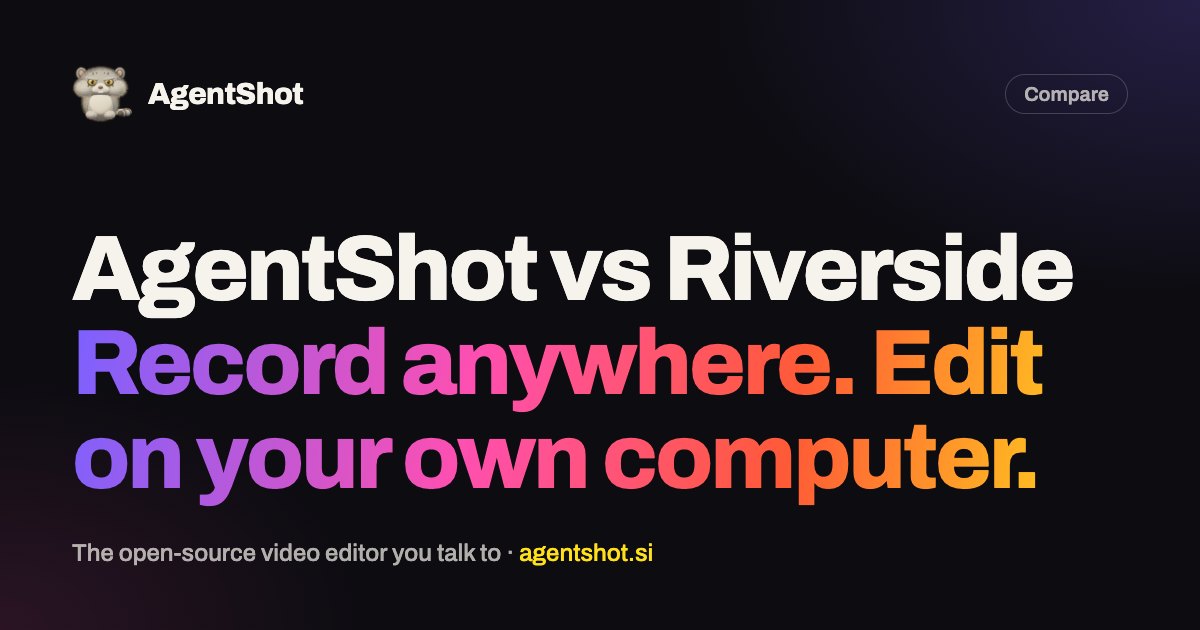 AgentShot
Compare
AgentShot vs Riverside
Record anywhere. Edit
on your own computer.
The open-source video editor you talk to · agentshot.si